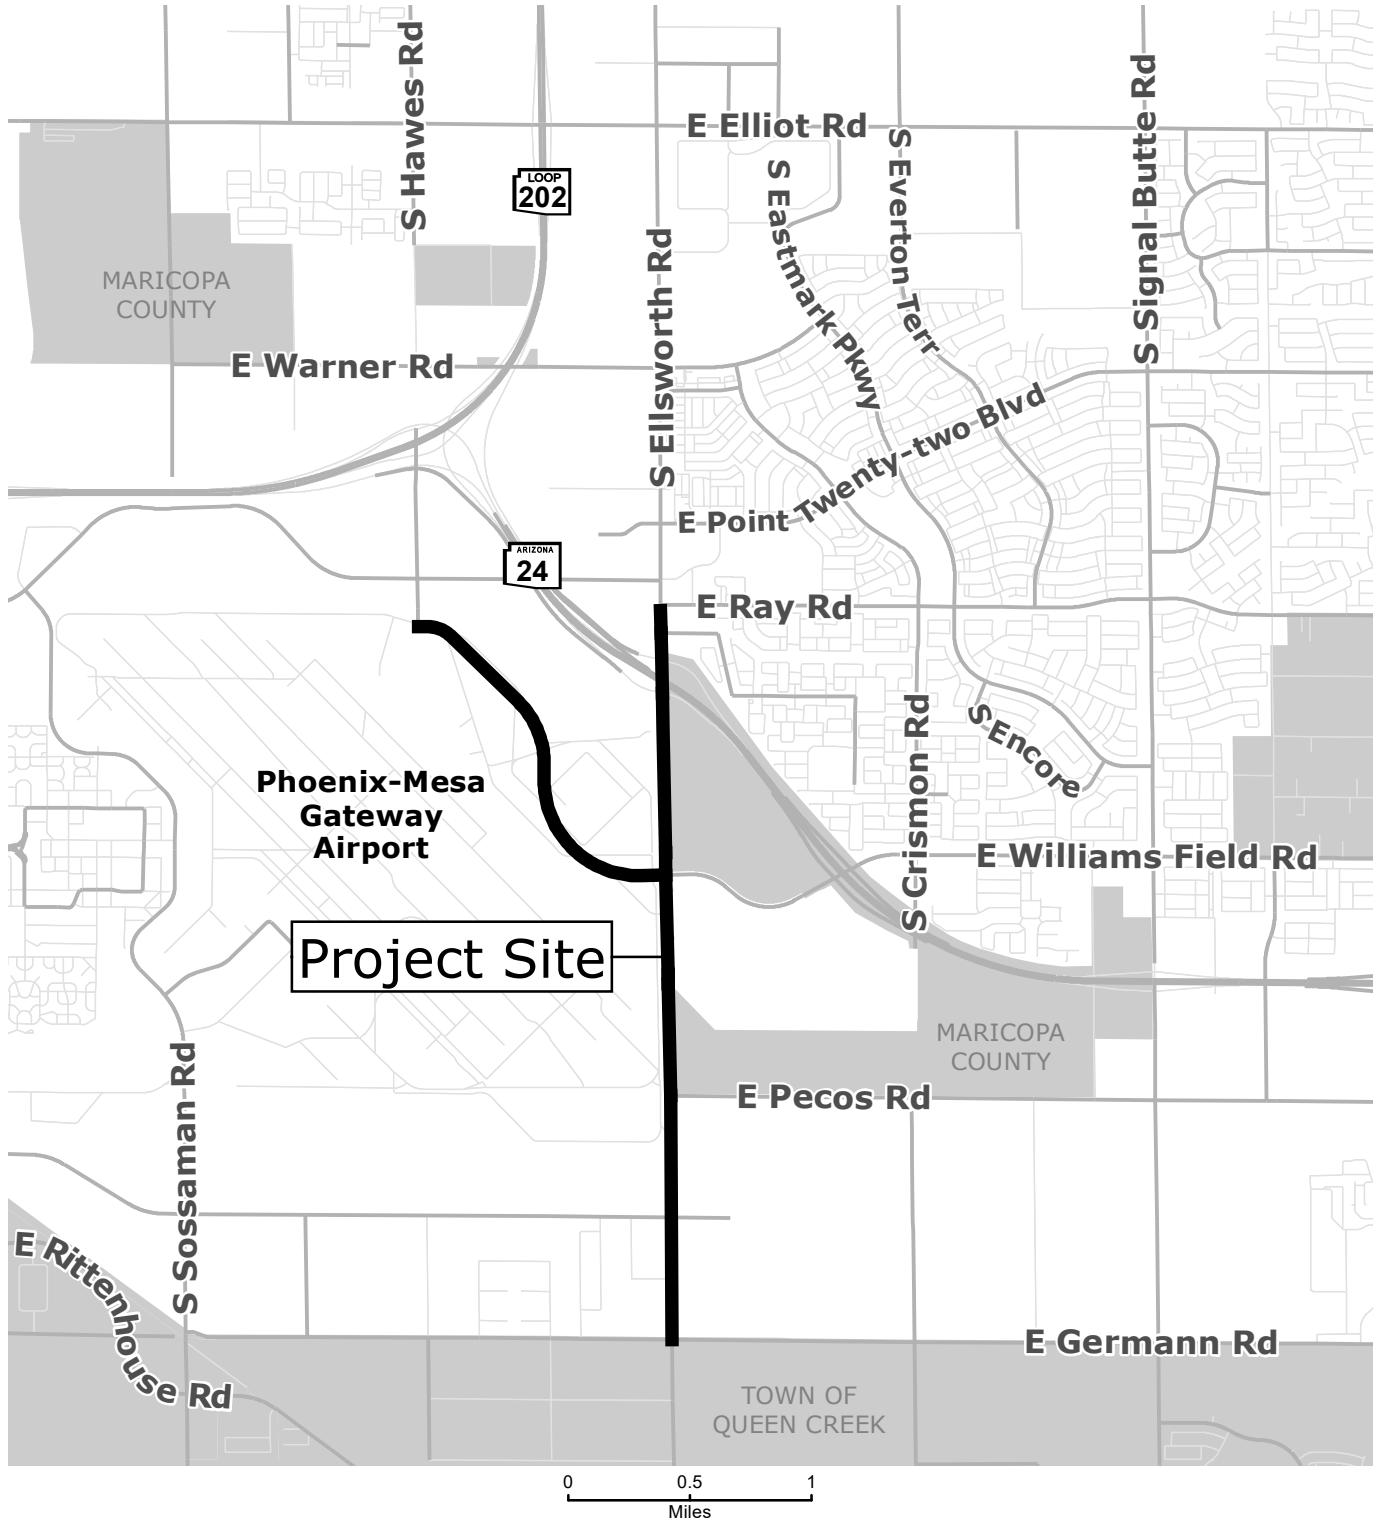 S Hawes Rd
E Elliot Rd
S Signal Butte Rd
S Everton Terr
S Eastmark Pkwy
LOOP
202
S Ellsworth Rd
MARICOPA
COUNTY
E Warner Rd
E Point Twenty-two Blvd
ARIZONA
24
E Ray Rd
S Encore
S Crismon Rd
Phoenix-Mesa
Gateway
Airport
E Williams Field Rd
Project Site
MARICOPA
COUNTY
E Pecos Rd
S Sossaman Rd
E Rittenhouse Rd
E Germann Rd
TOWN OF
QUEEN CREEK
0 0.5 1
Miles